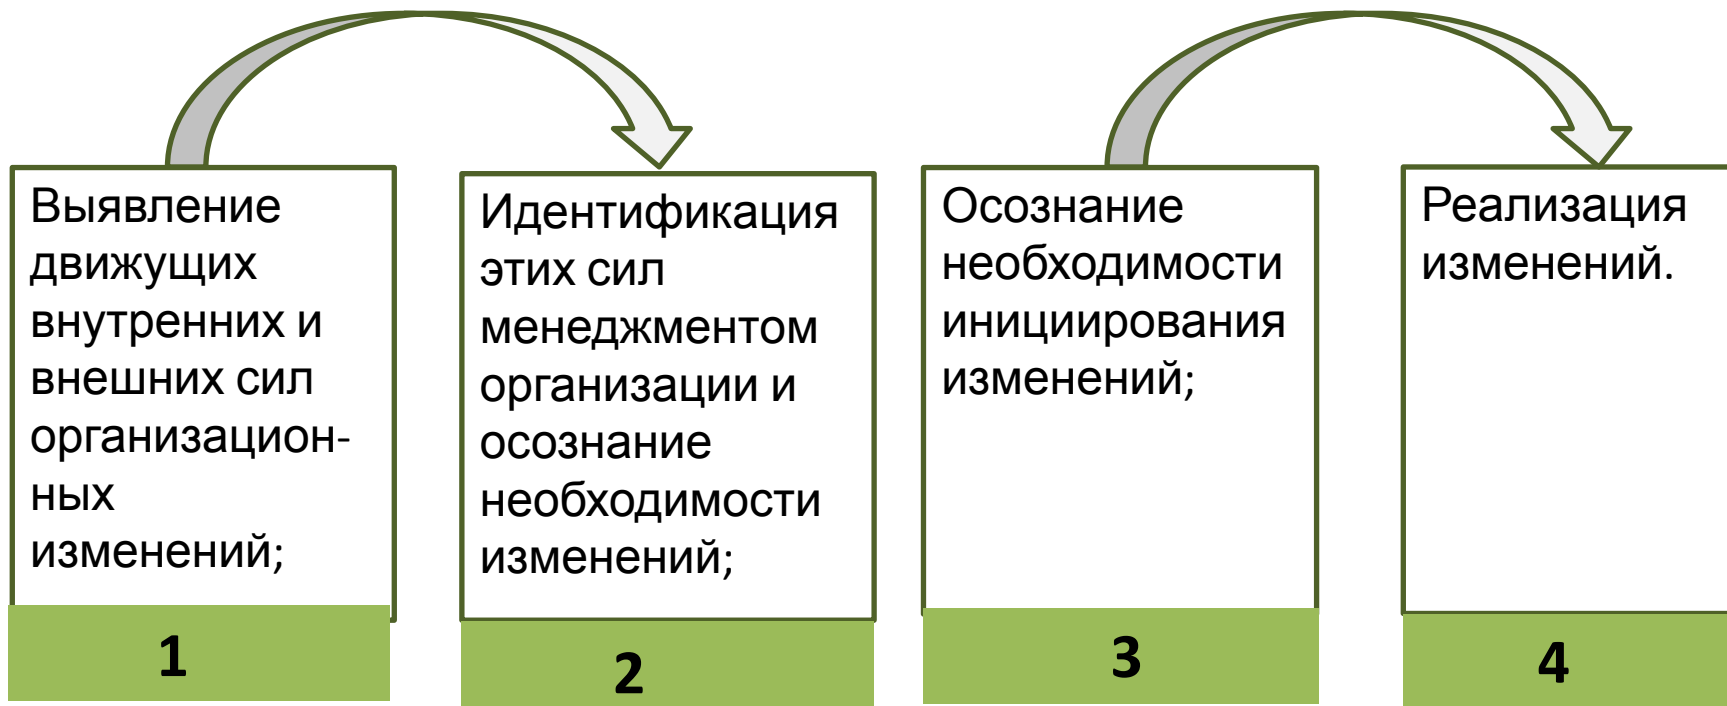 Выявление
движущих
внутренних и
внешних сил
организацион-
ных
изменений;
1
Идентификация
этих сил
менеджментом
организации и
осознание
необходимости
изменений;
2
Осознание
необходимости
инициирования
изменений;
3
Реализация
изменений.
4